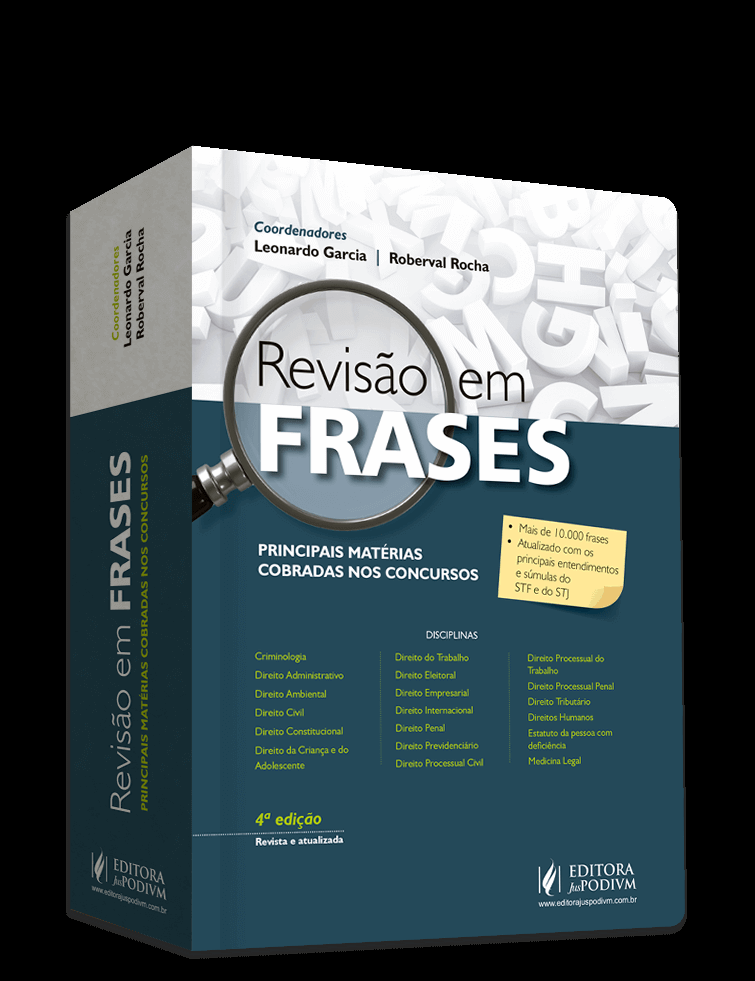 Coordenadores
Leonardo Garcia
Roberval Rocha
Revisão em FRASES
PRINCIPAIS MATÉRIAS COBRADAS NOS CONCURSOS
EDITORA
JusPODIVM
www.editorajuspodivm.com.br
Coordenadores
Leonardo Garcia | Roberval Rocha
Revisão em
FRASES
PRINCIPAIS MATÉRIAS
COBRADAS NOS CONCURSOS
• Mais de 10.000 frases
• Atualizado com os
principais entendimentos
e súmulas do
STF e do STJ
DISCIPLINAS
Criminologia
Direito Administrativo
Direito Ambiental
Direito Civil
Direito Constitucional
Direito da Criança e do
Adolescente
Direito do Trabalho
Direito Eleitoral
Direito Empresarial
Direito Internacional
Direito Penal
Direito Previdenciário
Direito Processual Civil
Direito Processual do
Trabalho
Direito Processual Penal
Direito Tributário
Direitos Humanos
Estatuto da pessoa com
deficiência
Medicina Legal
4ª edição
Revista e atualizada
EDITORA
JusPODIVM
www.editorajuspodivm.com.br